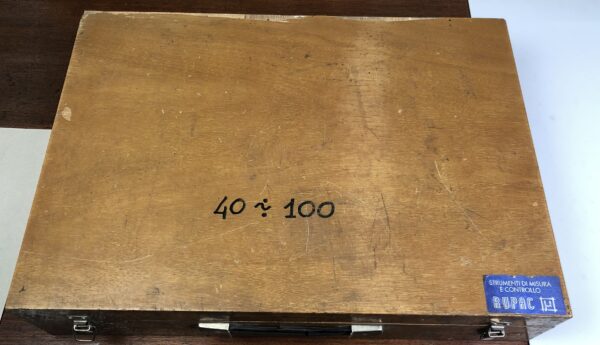 40 ÷ 100
STRUMENTI DI MISURA
E CONTROLLO
RUPAC